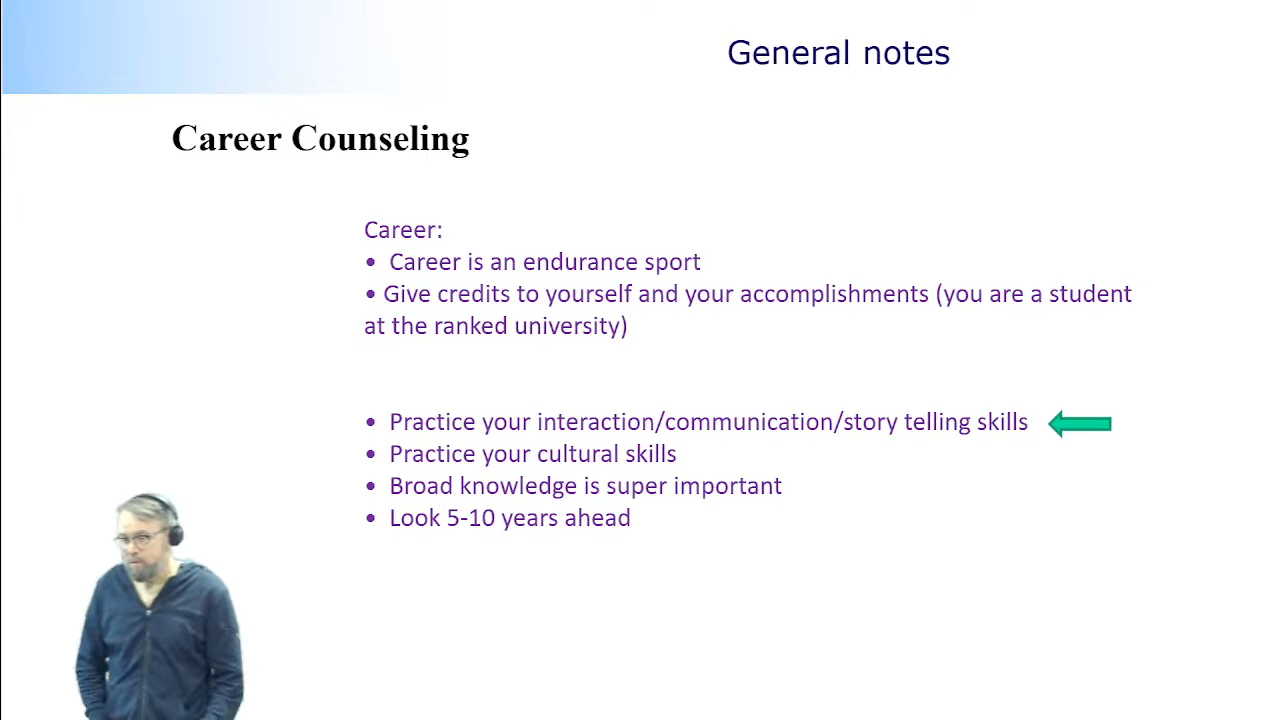 General notes
Career Counseling
Career:
• Career is an endurance sport
• Give credits to yourself and your accomplishments (you are a student
at the ranked university)
• Practice your interaction/communication/story telling skills
• Practice your cultural skills
• Broad knowledge is super important
• Look 5-10 years ahead